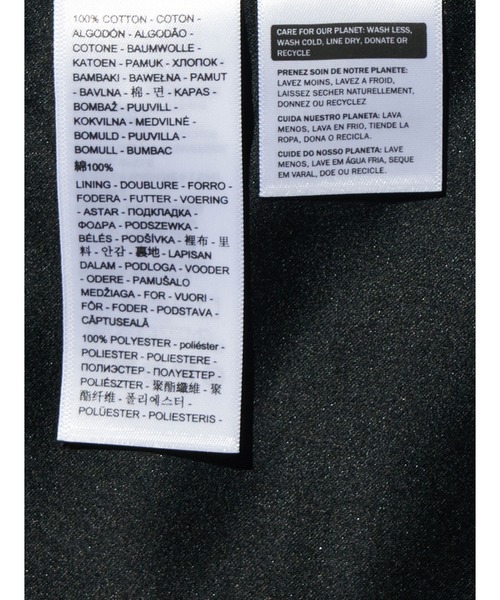 100% COTTON - COTON -
ALGODÓN - ALGODÃO -
COTONE - BAUMWOLLE -
KATOEN - PAMUK - ХЛОПОК -
BAMBAKI - BAWEŁNA - PAMUT
- BAVLNA - 棉 - 면 - KAPAS -
BOMBAŽ - PUUVILL -
KOKVILNA - MEDVILNĖ -
BOMULD - PUUVILLA -
BOMULL - BUMBAC
綿100%
LINING - DOUBLURE - FORRO -
FODERA - FUTTER - VOERING
- ASTAR - ПОДКЛАДКА -
ΦΟΔΡΑ - PODSZEWKA -
BÉLÉS - PODŠÍVKA - 裡布 - 里
料 - 안감 - 裏地 - LAPISAN
DALAM - PODLOGA - VOODER
- ODERE - PAMUŠALO
MEDŽIAGA - FOR - VUORI -
FÔR - FODER - PODSTAVA -
CĂPTUSEALĂ
100% POLYESTER - poliéster -
POLIESTER - POLIESTERE -
ПОЛИЭСТЕР - ΠΟΛΥΕΣΤΕΡ -
POLIÉSZTER - 聚酯纖維 - 聚
酯纤维 - 폴리에스터 -
POLÜESTER - POLIESTERIS -
CARE FOR OUR PLANET: WASH LESS,
WASH COLD, LINE DRY, DONATE OR
RECYCLE
PRENEZ SOIN DE NOTRE PLANETE:
LAVEZ MOINS, LAVEZ A FROID,
LAISSEZ SECHER NATURELLEMENT,
DONNEZ OU RECYCLEZ
CUIDA NUESTRO PLANETA: LAVA
MENOS, LAVA EN FRIO, TIENDE LA
ROPA, DONA O RECICLA.
CUIDE DO NOSSO PLANETA: LAVE
MENOS, LAVE EM ÁGUA FRIA, SEQUE
EM VARAL, DOE OU RECICLE.